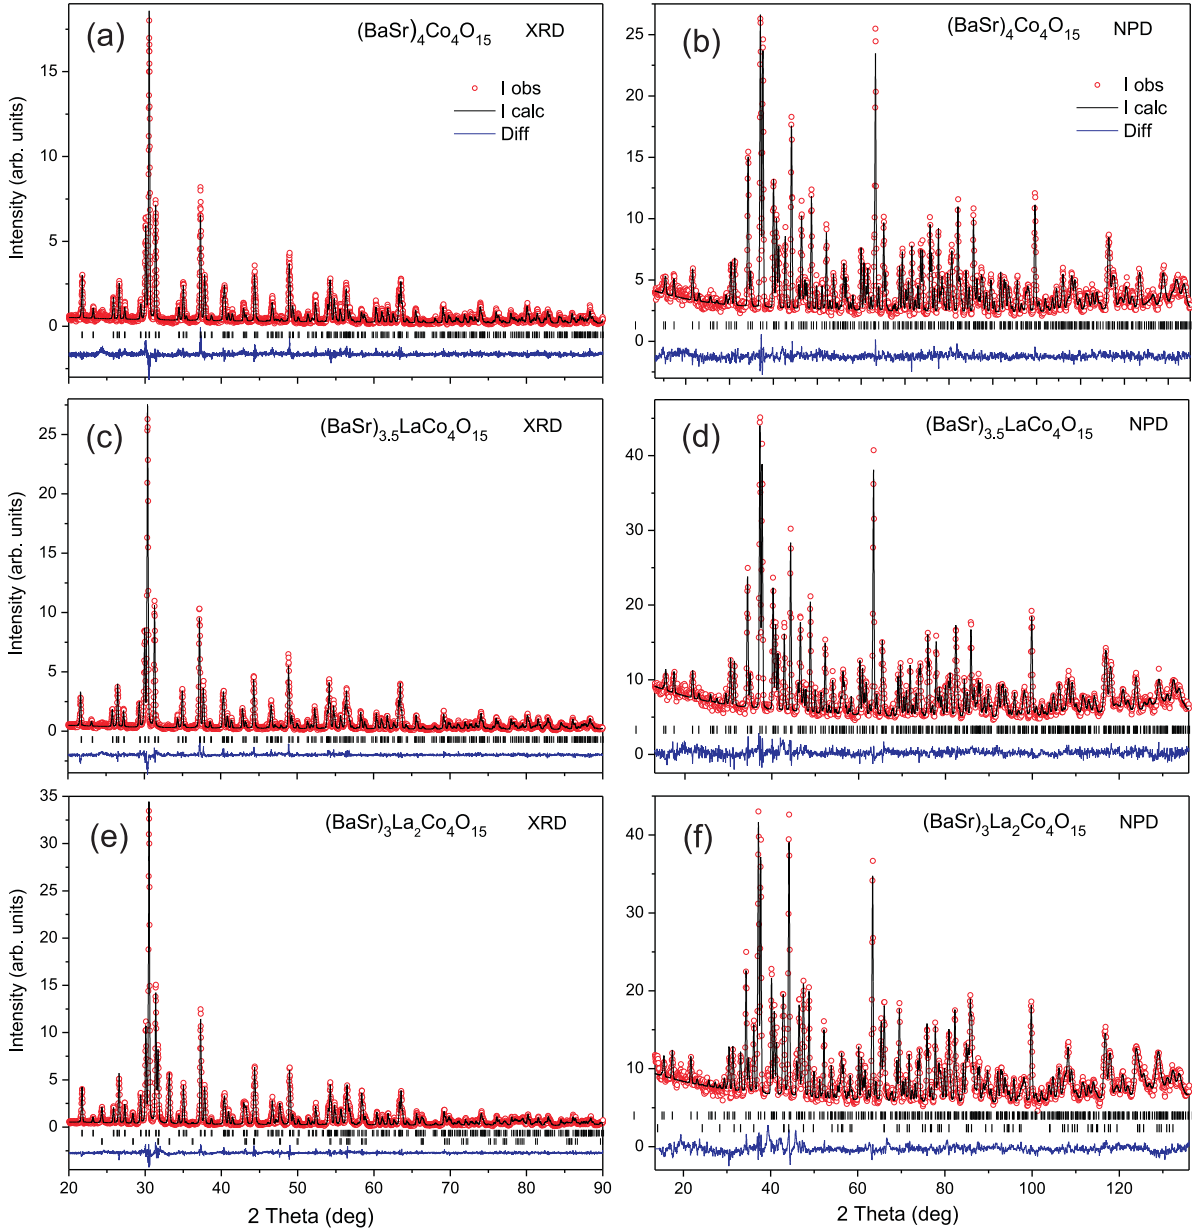 (a) (BaSr)4Co4O15 XRD
I obs
I calc
Diff
Intensity (arb. units)
15
10
5
0
(b) (BaSr)4Co4O15 NPD
I obs
I calc
Diff
25
20
15
10
5
0
(c) (BaSr)3.5LaCo4O15 XRD
Intensity (arb. units)
25
20
15
10
5
0
(d) (BaSr)3.5LaCo4O15 NPD
40
30
20
10
0
(e) (BaSr)3La2Co4O15 XRD
Intensity (arb. units)
35
30
25
20
15
10
5
0
20 30 40 50 60 70 80 90
2 Theta (deg)
(f) (BaSr)3La2Co4O15 NPD
40
30
20
10
0
20 40 60 80 100 120
2 Theta (deg)